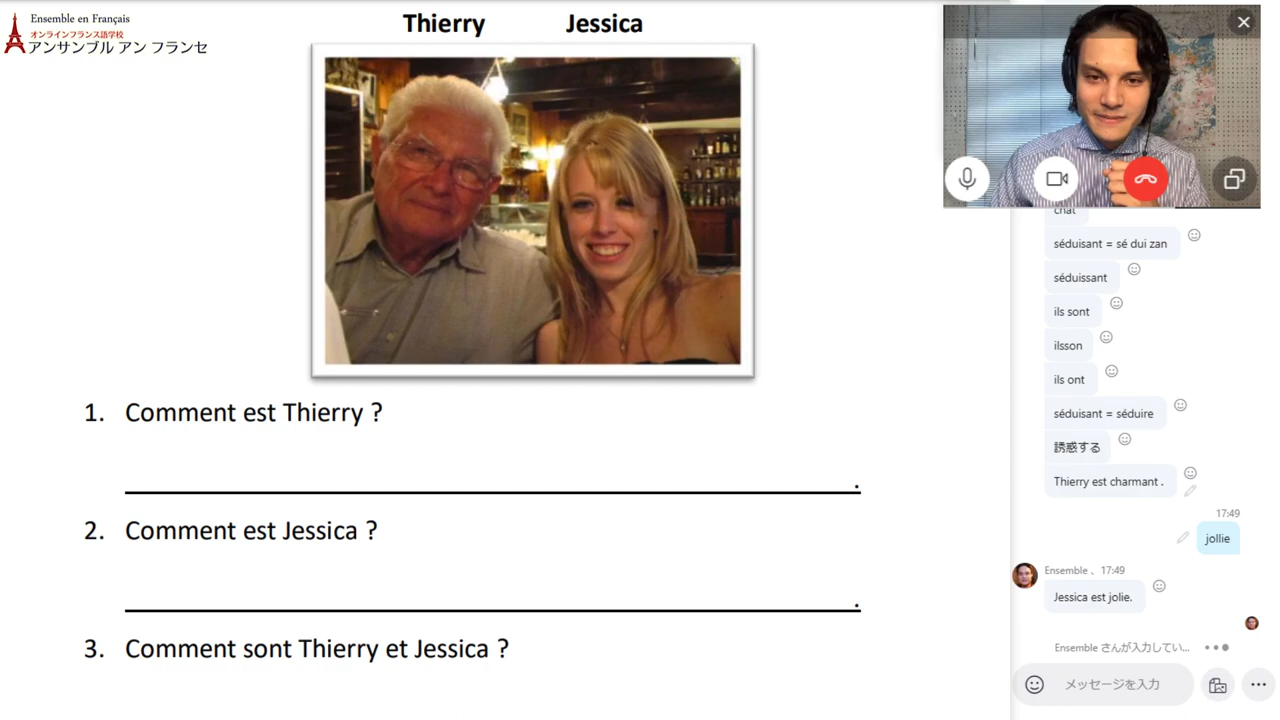 Ensemble en Français
オンラインフランス語学校
アンサンブル アン フランセ
Thierry Jessica
1. Comment est Thierry ?
.
2. Comment est Jessica ?
.
3. Comment sont Thierry et Jessica ?
chat
séduisant = sé dui zan
séduissant
ils sont
ilsson
ils ont
séduisant = séduire
誘惑する
Thierry est charmant .
17:49
jollie
Ensemble 、17:49
Jessica est jolie.
Ensemble さんが入力してい...
メッセージを入力